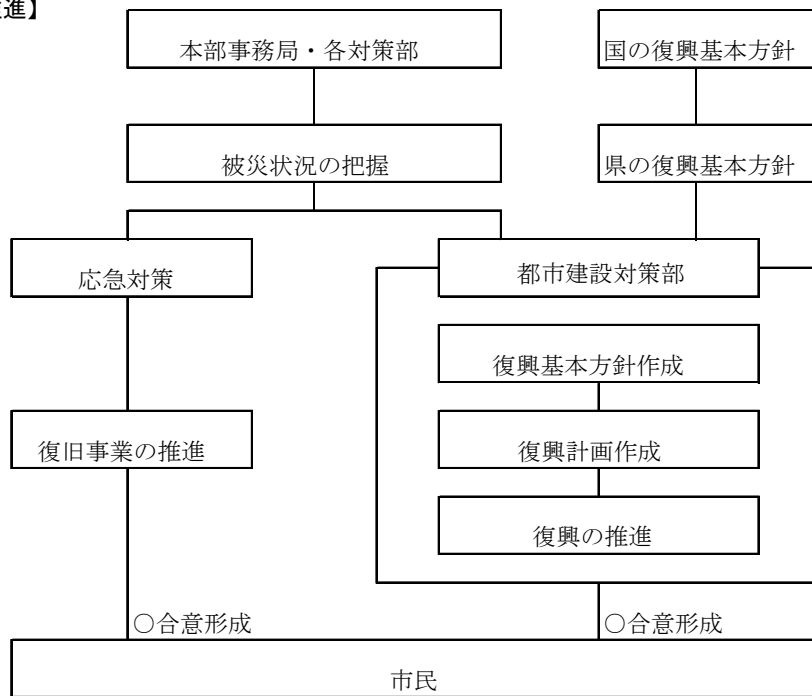 進】
本部事務局・各対策部
国の復興基本方針
被災状況の把握
県の復興基本方針
応急対策
都市建設対策部
復興基本方針作成
復旧事業の推進
復興計画作成
復興の推進
○合意形成
○合意形成
市民